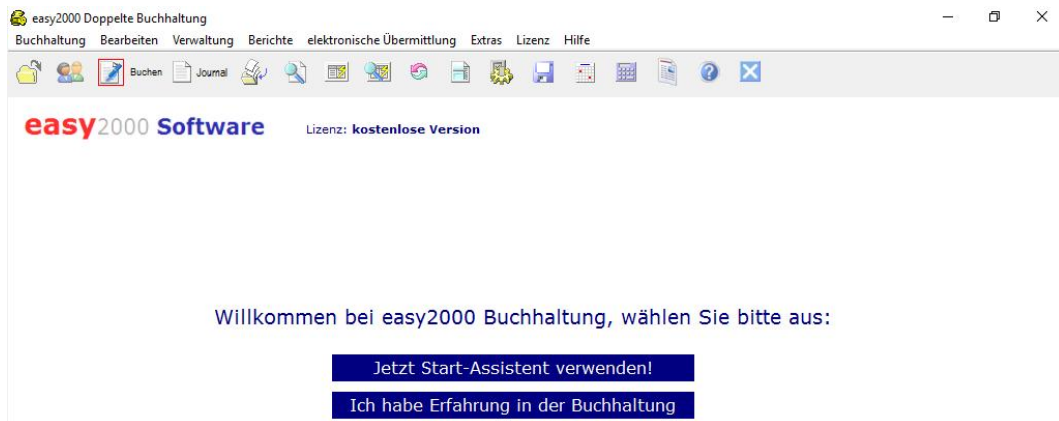 easy2000 Doppelte Buchhaltung
Buchhaltung Bearbeiten Verwaltung Berichte elektronische Übermittlung Extras Lizenz Hilfe
Buchen Journal
easy2000 Software Lizenz: kostenlose Version
Willkommen bei easy2000 Buchhaltung, wählen Sie bitte aus:
Jetzt Start-Assistent verwenden!
Ich habe Erfahrung in der Buchhaltung